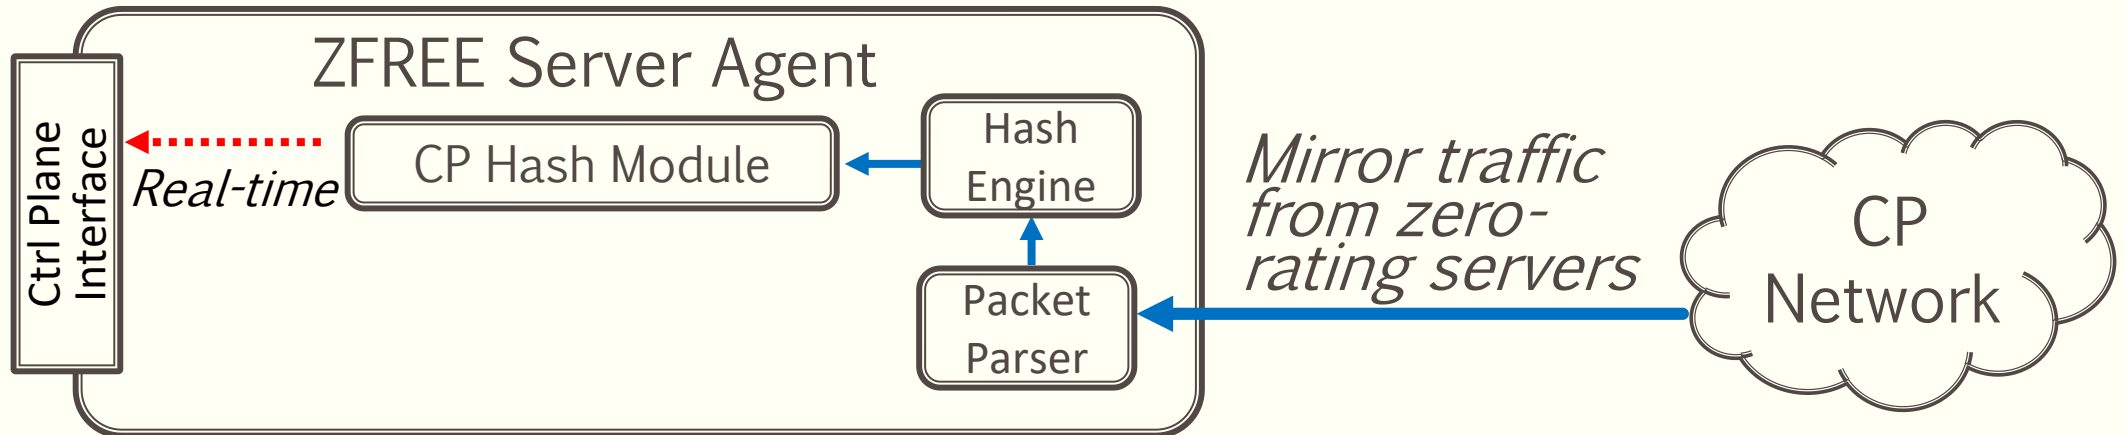 ZFREE Server Agent
Ctrl Plane
Interface
Real-time
CP Hash Module
Hash
Engine
Packet
Parser
Mirror traffic
from zero-
rating servers
CP
Network